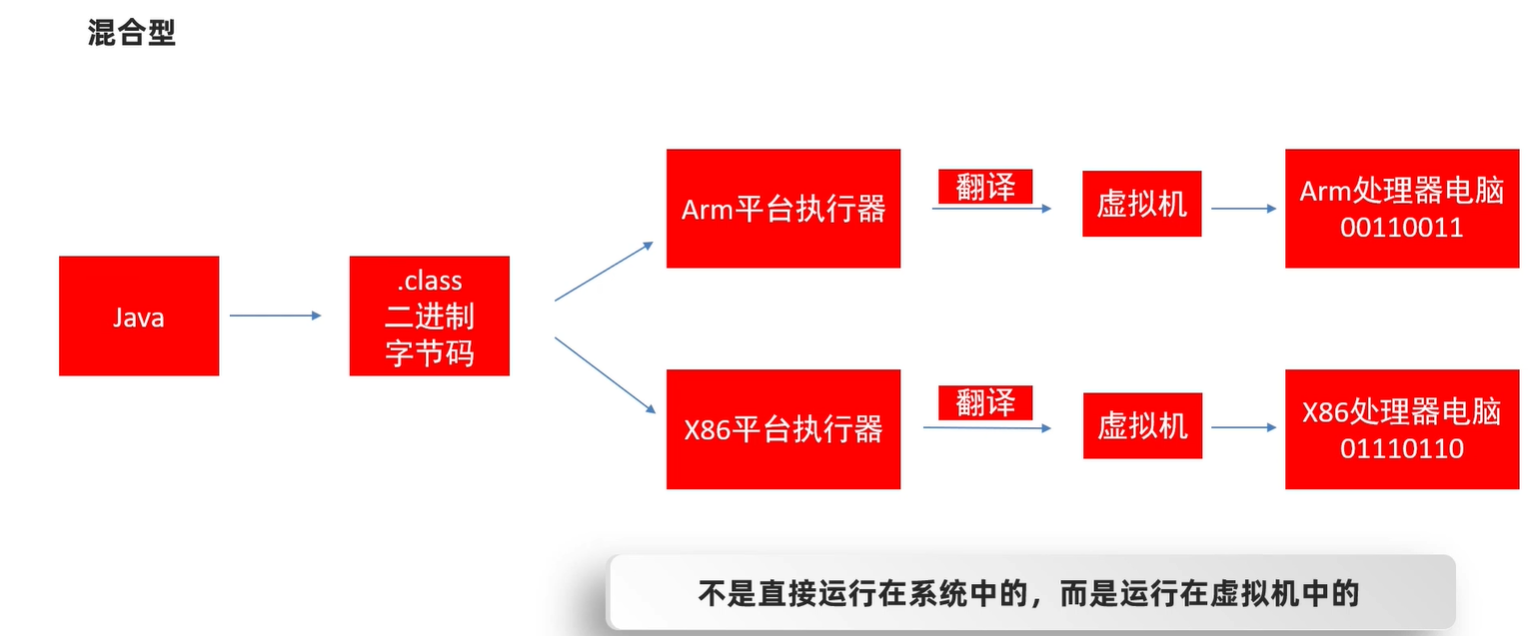 混合型
Java
.class
二进制
字节码
Arm平台执行器
翻译
虚拟机
Arm处理器电脑
00110011
X86平台执行器
翻译
虚拟机
X86处理器电脑
01110110
不是直接运行在系统中的，而是运行在虚拟机中的